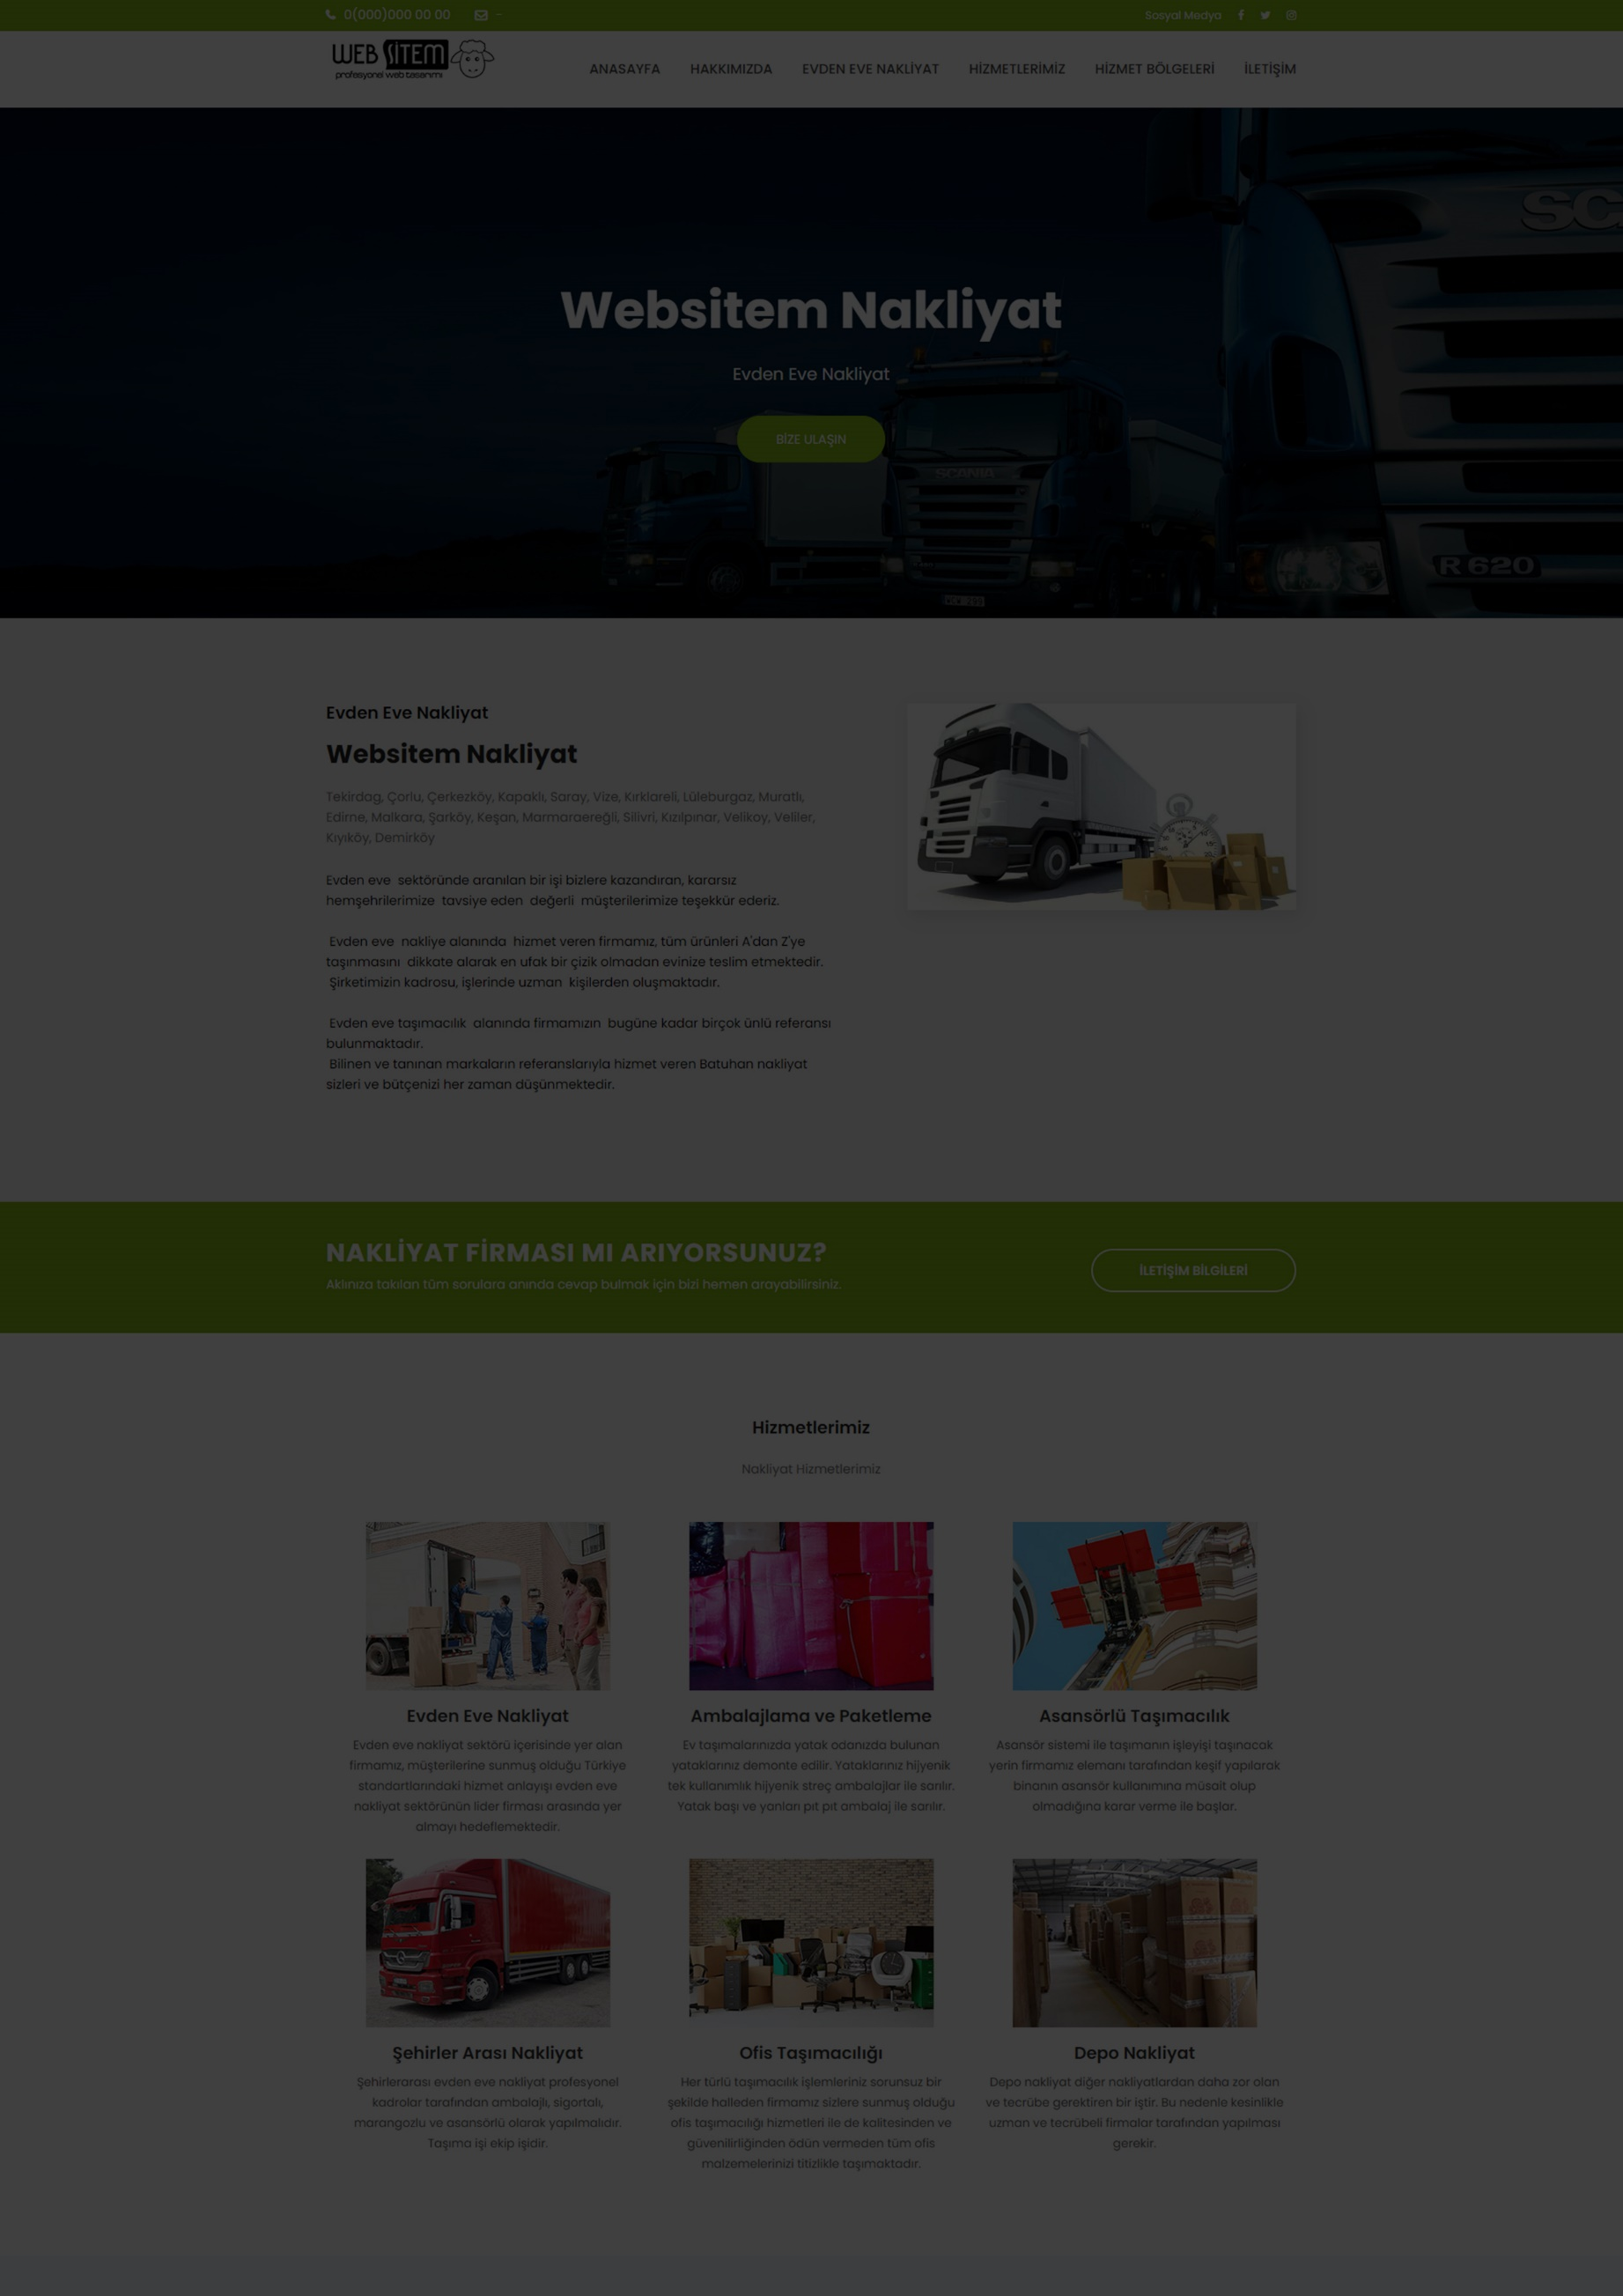 0(000)000 00 00 -
Sosyal Medya
WEB SİTEM
profesyonel web tasarımı
ANASAYFA HAKKIMIZDA EVDEN EVE NAKLİYAT HİZMETLERİMİZ HİZMET BÖLGELERİ İLETİŞİM
Websitem Nakliyat
Evden Eve Nakliyat
BİZE ULAŞIN
SCANIA
R 620
Evden Eve Nakliyat
Websitem Nakliyat
Tekirdag, Çorlu, Çerkezköy, Kapaklı, Saray, Vize, Kırklareli, Lüleburgaz, Muratlı,
Edirne, Malkara, Şarköy, Keşan, Marmaraereğli, Silivri, Kızılpınar, Velikoy, Veliler,
Kıyıköy, Demirköy
Evden eve  sektöründe aranılan bir işi bizlere kazandıran, kararsız
hemşehrilerimize  tavsiye eden  değerli  müşterilerimize teşekkür ederiz.
Evden eve  nakliye alanında  hizmet veren firmamız, tüm ürünleri A'dan Z'ye
taşınmasını  dikkate alarak en ufak bir çizik olmadan evinize teslim etmektedir.
Şirketimizin kadrosu, işlerinde uzman  kişilerden oluşmaktadır.
Evden eve taşımacılık  alanında firmamızın  bugüne kadar birçok ünlü referansı
bulunmaktadır.
Bilinen ve tanınan markaların referanslarıyla hizmet veren Batuhan nakliyat
sizleri ve bütçenizi her zaman düşünmektedir.
NAKLİYAT FİRMASI MI ARIYORSUNUZ?
Aklınıza takılan tüm sorulara anında cevap bulmak için bizi hemen arayabilirsiniz.
İLETİŞİM BİLGİLERİ
Hizmetlerimiz
Nakliyat Hizmetlerimiz
Evden Eve Nakliyat
Evden eve nakliyat sektörü içerisinde yer alan
firmamız, müşterilerine sunmuş olduğu Türkiye
standartlarındaki hizmet anlayışı evden eve
nakliyat sektörünün lider firması arasında yer
almayı hedeflemektedir.
Ambalajlama ve Paketleme
Ev taşımalarınızda yatak odanızda bulunan
yataklarınız demonte edilir. Yataklarınız hijyenik
tek kullanımlık hijyenik streç ambalajlar ile sarılır.
Yatak başı ve yanları pıt pıt ambalaj ile sarılır.
Asansörlü Taşımacılık
Asansör sistemi ile taşımanın işleyişi taşınacak
yerin firmamız elemanı tarafından keşif yapılarak
binanın asansör kullanımına müsait olup
olmadığına karar verme ile başlar.
Şehirler Arası Nakliyat
Şehirlerarası evden eve nakliyat profesyonel
kadrolar tarafından ambalajlı, sigortalı,
marangozlu ve asansörlü olarak yapılmalıdır.
Taşıma işi ekip işidir.
Ofis Taşımacılığı
Her türlü taşımacılık işlemleriniz sorunsuz bir
şekilde halleden firmamız sizlere sunmuş olduğu
ofis taşımacılığı hizmetleri ile de kalitesinden ve
güvenilirliğinden ödün vermeden tüm ofis
malzemelerinizi titizlikle taşımaktadır.
Depo Nakliyat
Depo nakliyat diğer nakliyatlardan daha zor olan
ve tecrübe gerektiren bir iştir. Bu nedenle kesinlikle
uzman ve tecrübeli firmalar tarafından yapılması
gerekir.